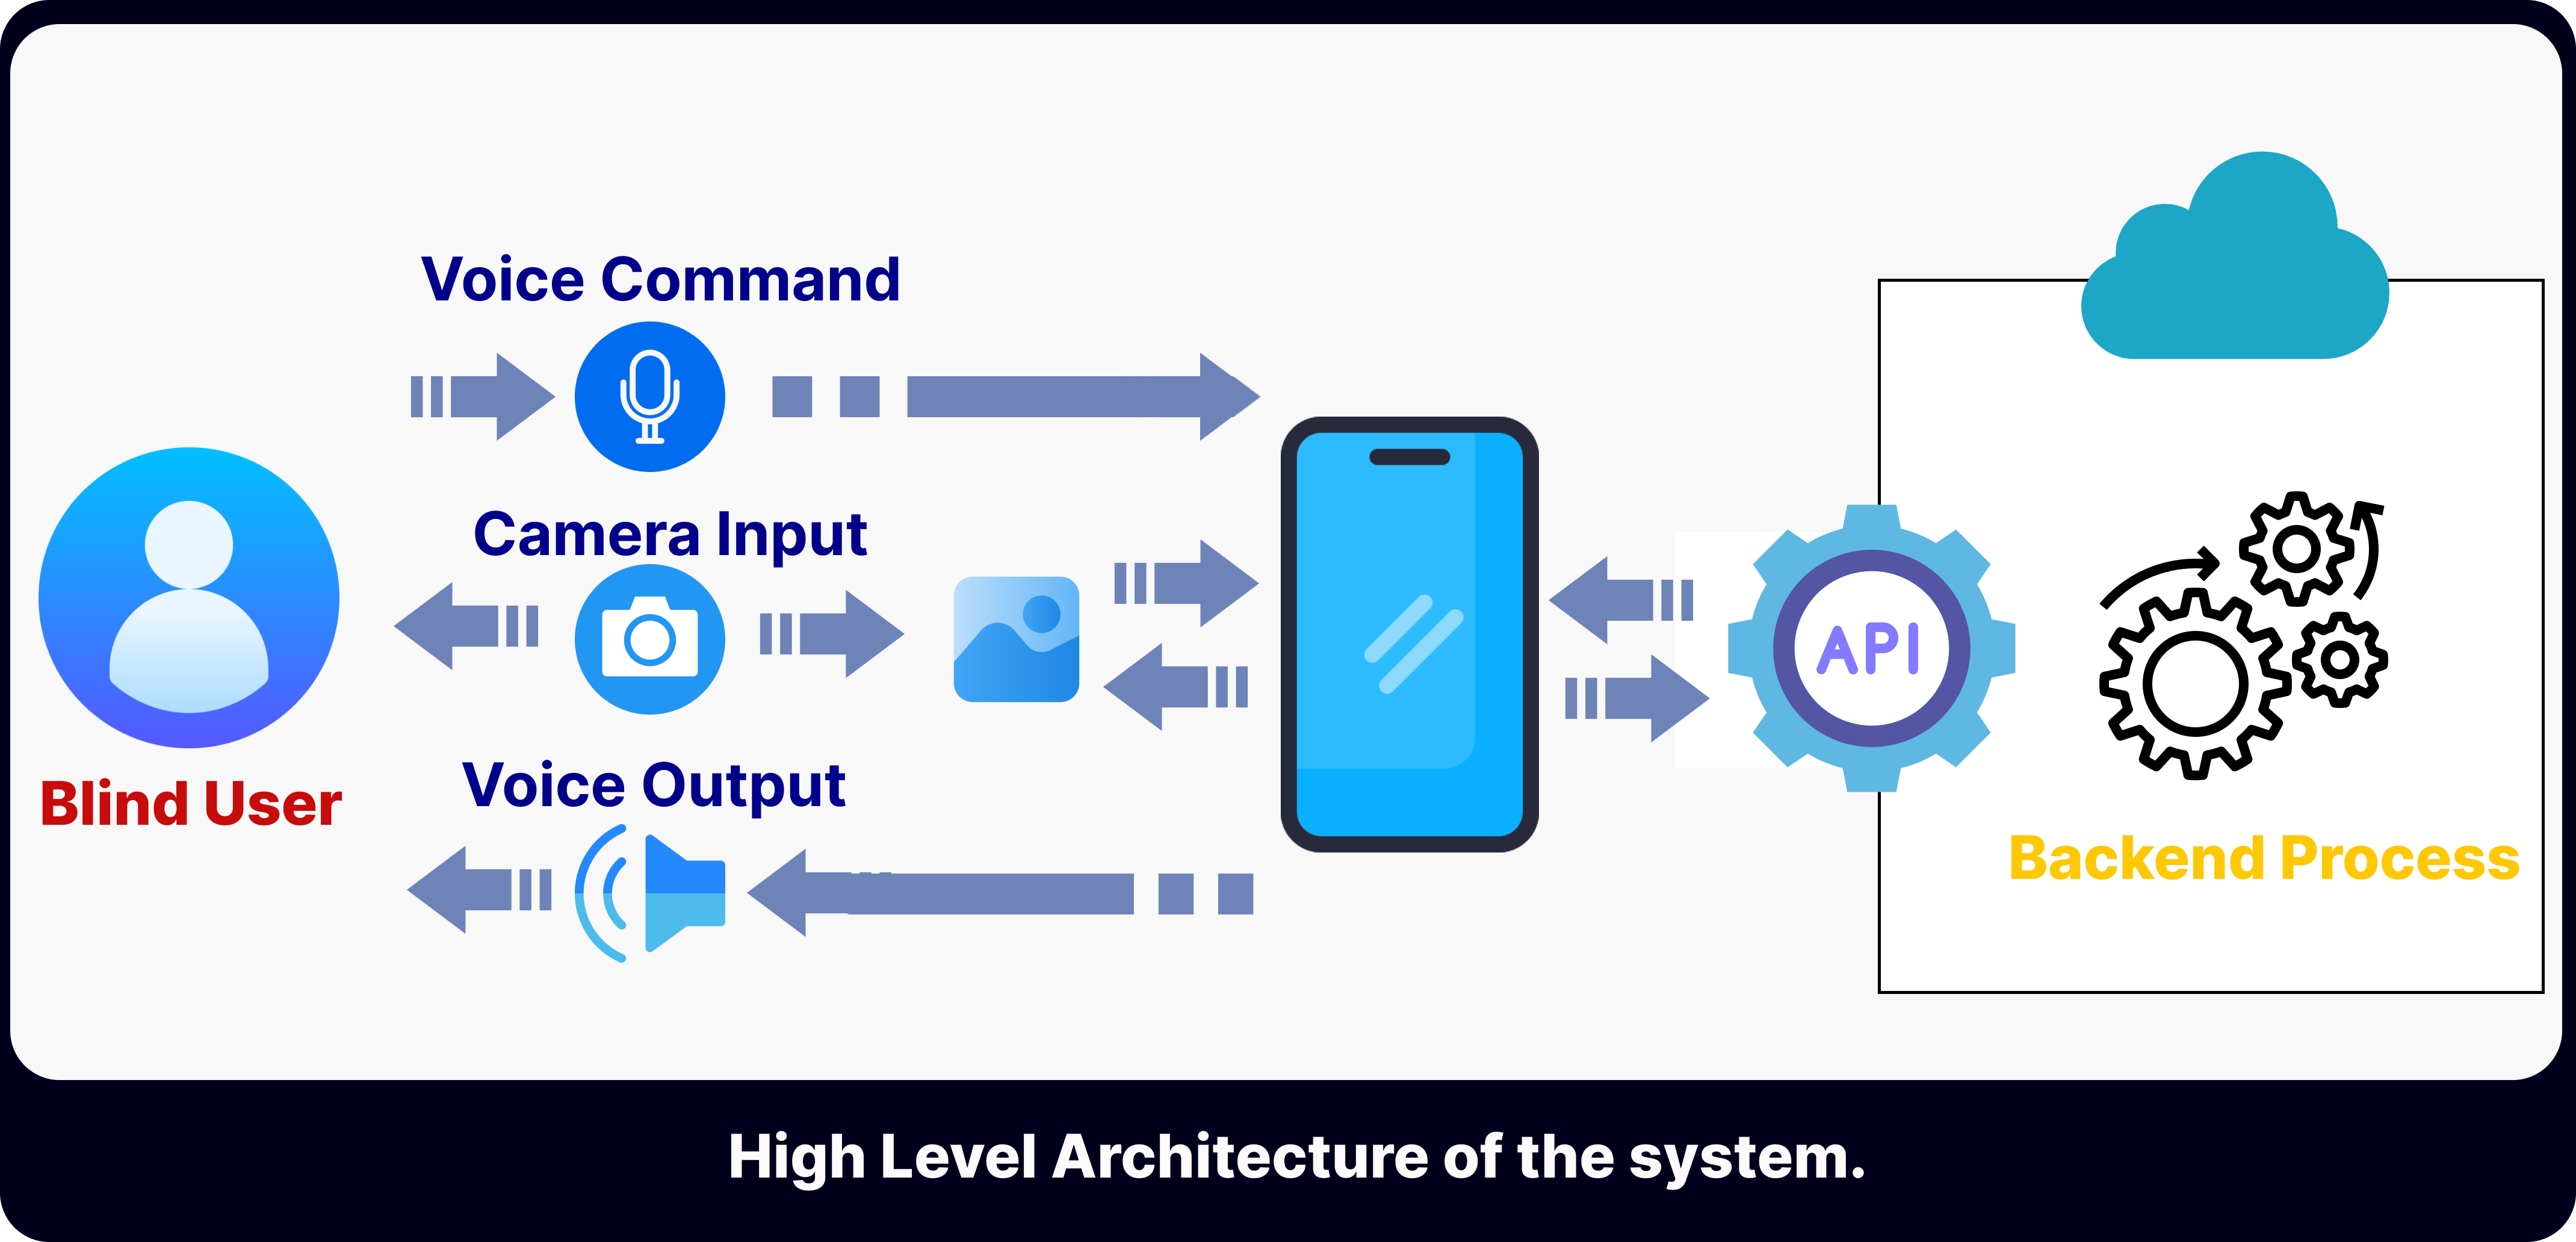 Voice Command
Camera Input
Voice Output
Blind User
API
Backend Process
High Level Architecture of the system.